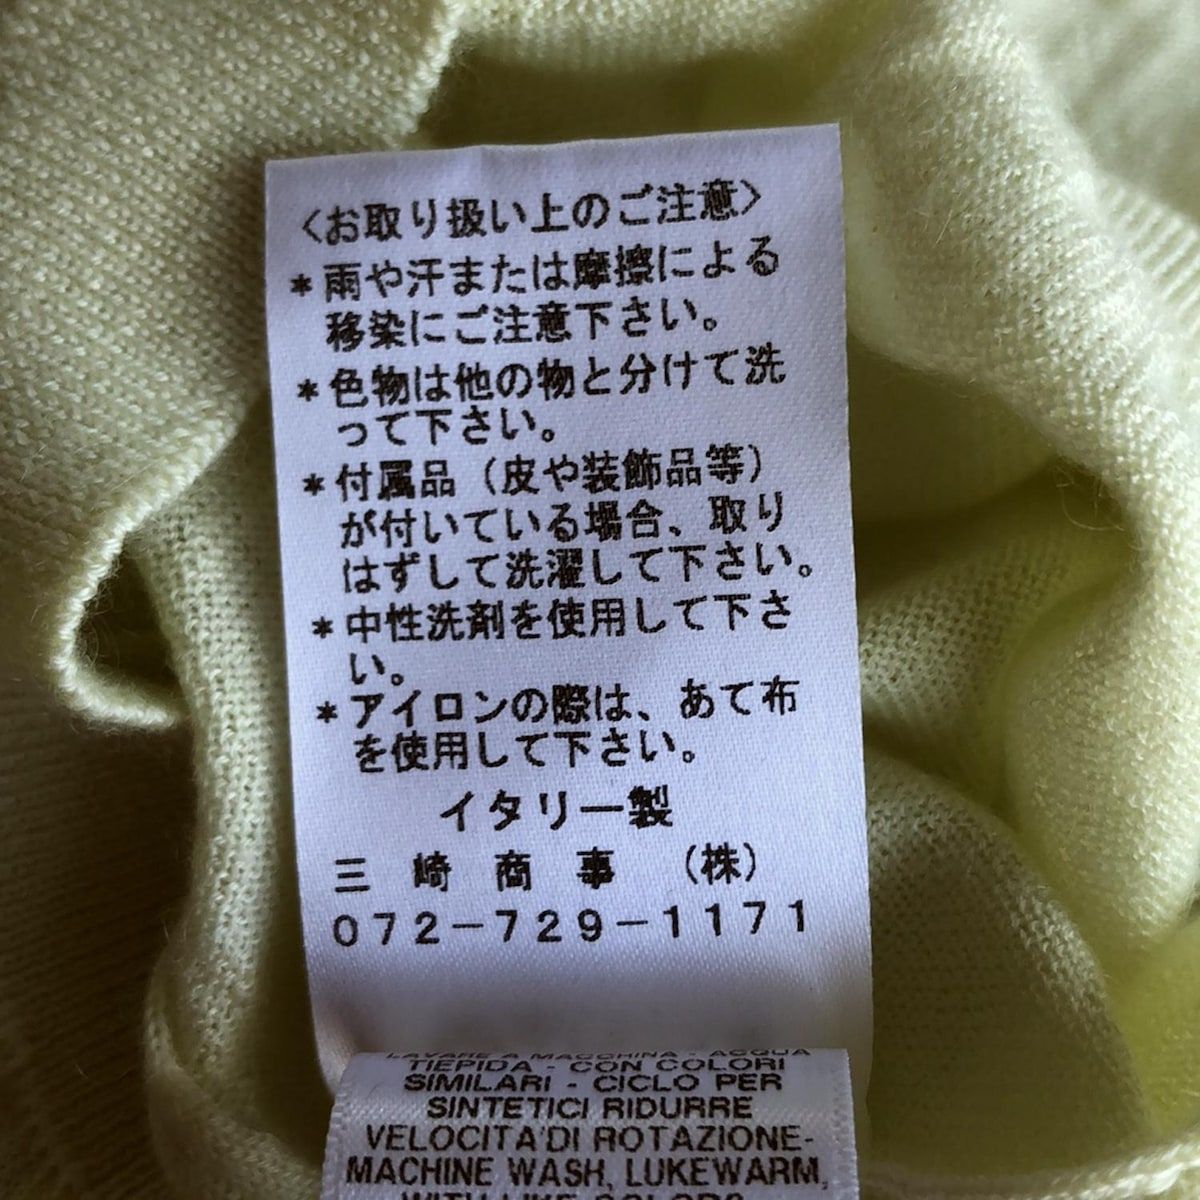 〈お取り扱い上のご注意〉
*雨や汗または摩擦による
移染にご注意下さい。
*色物は他の物と分けて洗
って下さい。
*付属品（皮や装飾品等）
が付いている場合、取り
はずして洗濯して下さい。
*中性洗剤を使用して下さ
い。
*アイロンの際は、あて布
を使用して下さい。
イタリー製
三崎商事（株）
072-729-1171
LAVARE A MACCHINA - ACQUA
TIEPIDA - CON COLORI
SIMILARI - CICLO PER
SINTETICI RIDURRE
VELOCITA'DI ROTAZIONE-
MACHINE WASH, LUKEWARM,
WITH LIKE COLORS